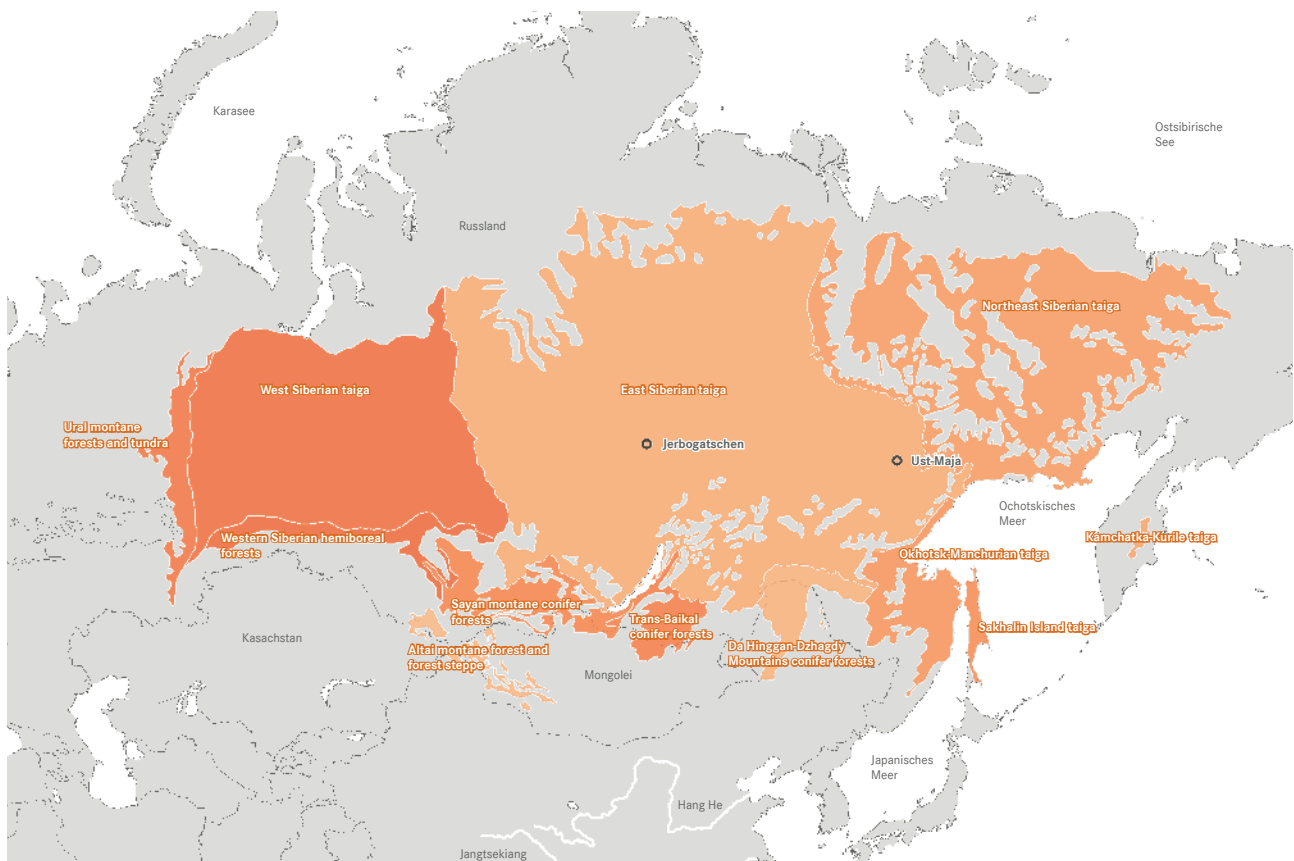 Karasee
Ostsibirische
See
Russland
Northeast Siberian taiga
West Siberian taiga
East Siberian taiga
Ural montane
forests and tundra
Jerbogatschen
Ust-Maja
Ochotskisches
Meer
Western Siberian hemiboreal
forests
Kamchatka-Kurile taiga
Okhotsk-Manchurian taiga
Sayan montane conifer
forests
Trans-Baikal
conifer forests
Sakhalin Island taiga
Kasachstan
Altai montane forest and
forest steppe
Da Hinggan-Dzhagdy
Mountains conifer forests
Mongolei
Japanisches
Meer
Hang He
Jangtsekiang